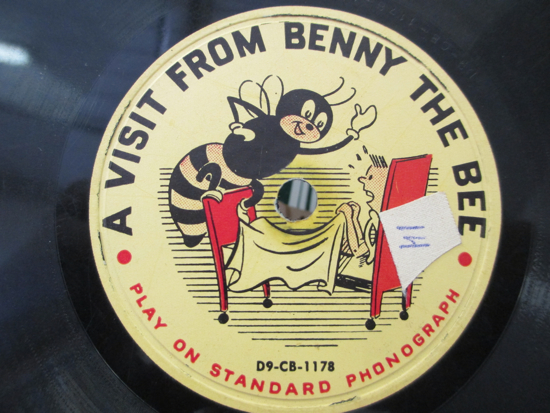 A VISIT FROM BENNY THE BEE
D9-CB-1178
• PLAY ON STANDARD PHONOGRAPH •